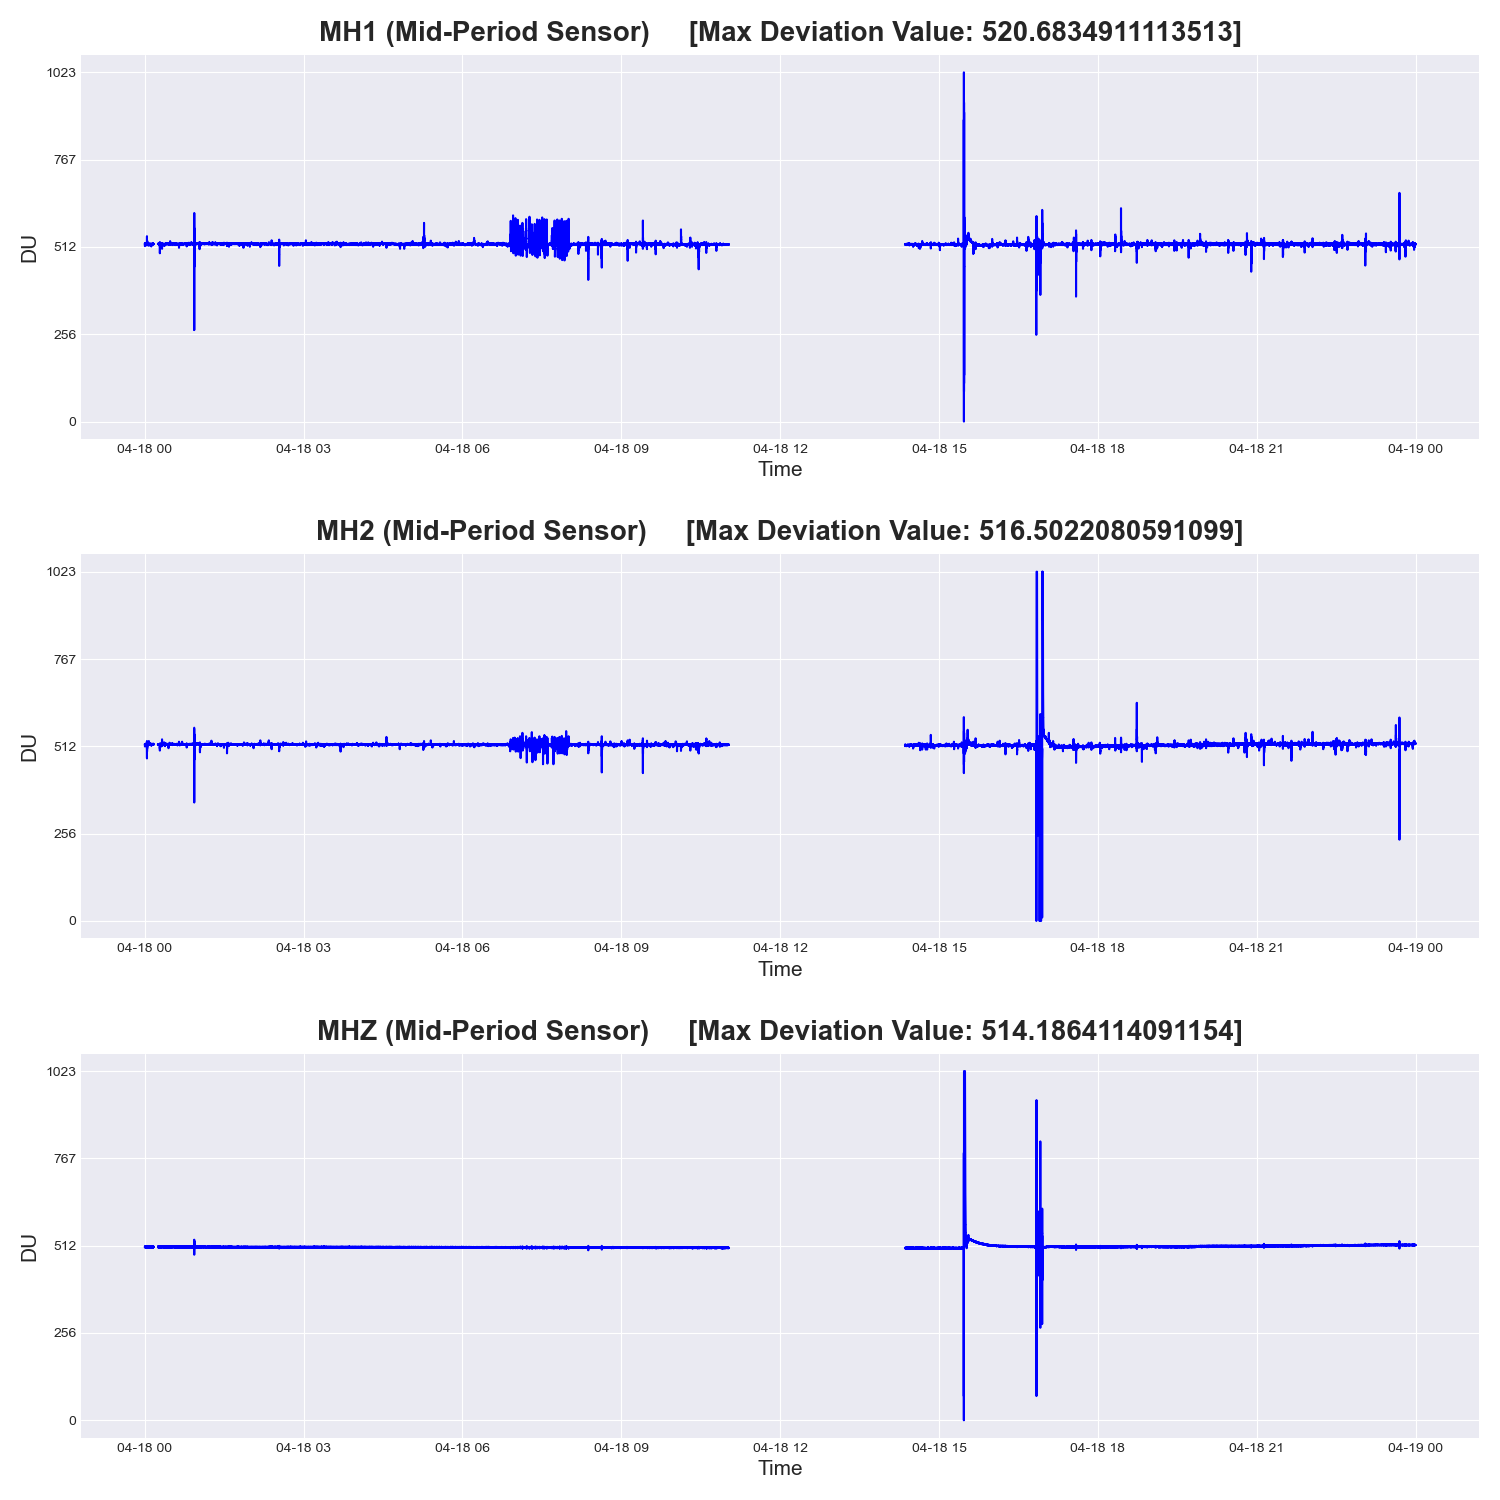 MH1 (Mid-Period Sensor) [Max Deviation Value: 520.6834911113513]
1023
767
512
256
0
DU
04-18 00 04-18 03 04-18 06 04-18 09 04-18 12 04-18 15 04-18 18 04-18 21 04-19 00
Time
MH2 (Mid-Period Sensor) [Max Deviation Value: 516.5022080591099]
1023
767
512
256
0
DU
04-18 00 04-18 03 04-18 06 04-18 09 04-18 12 04-18 15 04-18 18 04-18 21 04-19 00
Time
MHZ (Mid-Period Sensor) [Max Deviation Value: 514.1864114091154]
1023
767
512
256
0
DU
04-18 00 04-18 03 04-18 06 04-18 09 04-18 12 04-18 15 04-18 18 04-18 21 04-19 00
Time